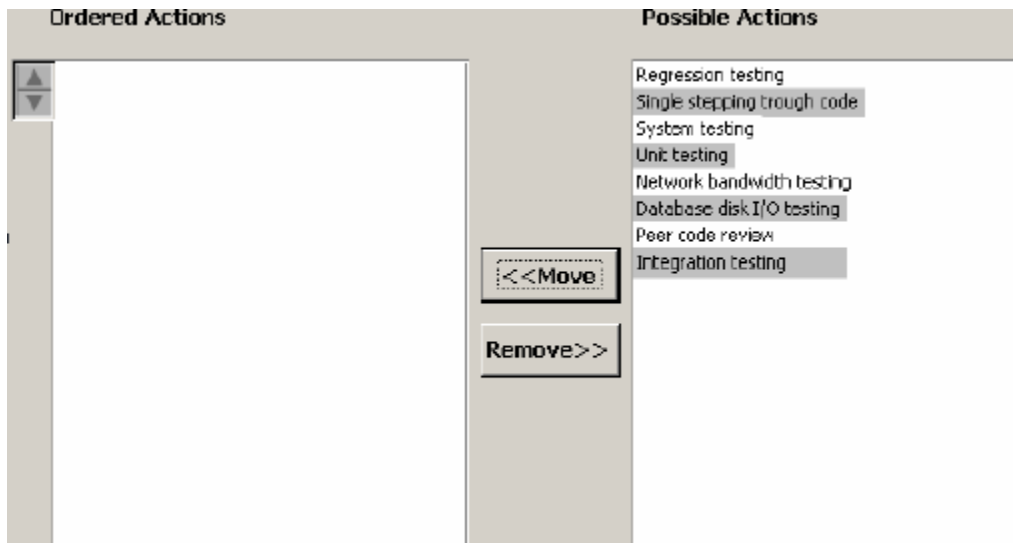 Ordered Actions
Possible Actions
Regression testing
Single stepping trough code
System testing
Unit testing
Network bandwidth testing
Database disk I/O testing
Peer code review
Integration testing
<<Move
Remove>>